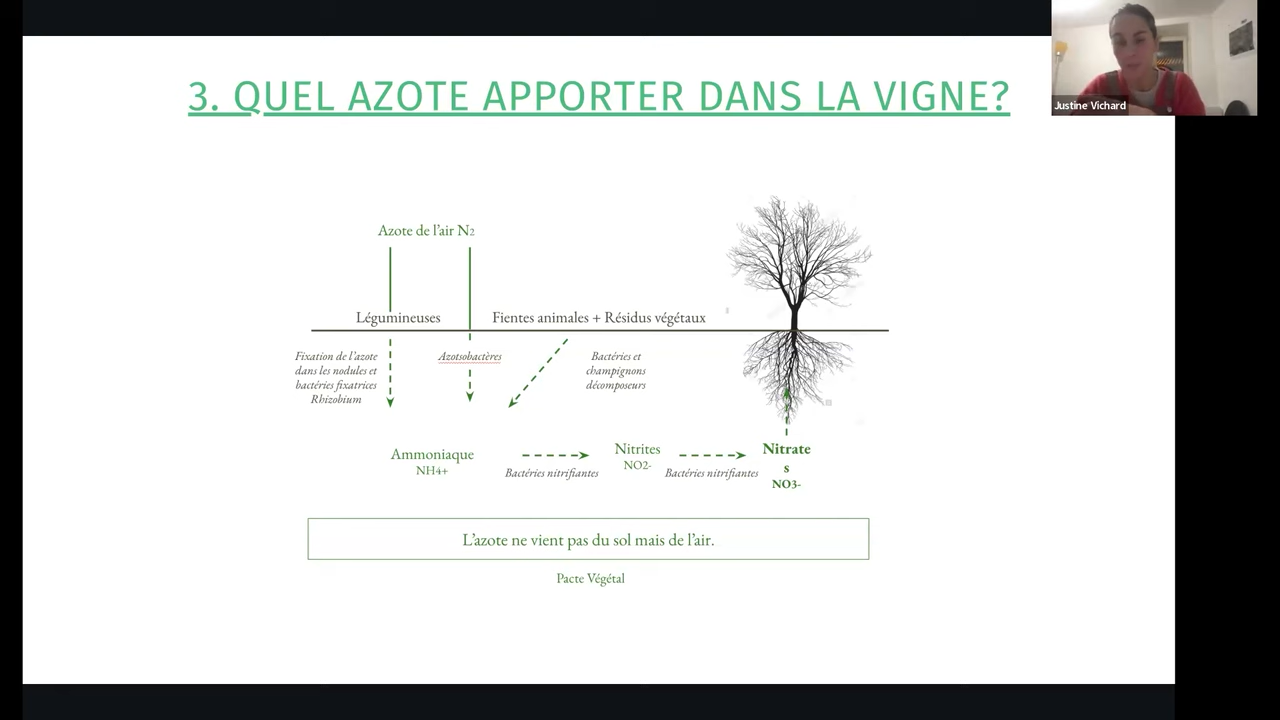 3. QUEL AZOTE APPORTER DANS LA VIGNE?
Justine Vichard
Azote de l'air N2
Légumineuses
Fientes animales + Résidus végétaux
Fixation de l'azote
dans les nodules et
bactéries fixatrices
Rhizobium
Azotsobactères
Bactéries et
champignons
décomposeurs
Ammoniaque
NH4+
Bactéries nitrifiantes
Nitrites
NO2-
Bactéries nitrifiantes
Nitrate
s
NO3-
L'azote ne vient pas du sol mais de l'air.
Pacte Végétal